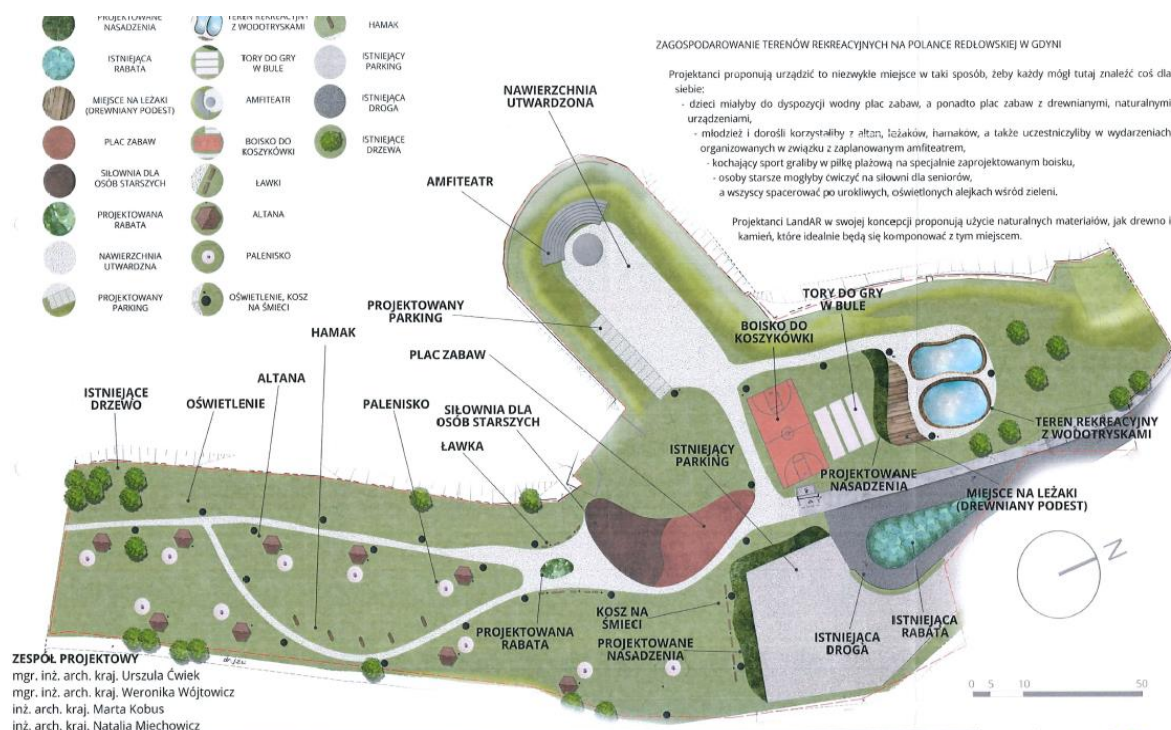 PROJEKTOWANE
NASADZENIA
ISTNIEJĄCA
RABATA
MIEJSCE NA LEŻAKI
(DREWNIANY PODEST)
PLAC ZABAW
SIŁOWNIA DLA
OSÓB STARSZYCH
PROJEKTOWANA
RABATA
NAWIERZCHNIA
UTWARDZNA
PROJEKTOWANY
PARKING
TEREN REKREACYJNY
Z WODOTRYSKAMI
TORY DO GRY
W BULE
AMFITEATR
BOISKO DO
KOSZYKÓWKI
ŁAWKI
ALTANA
PALENISKO
OŚWIETLENIE, KOSZ
NA ŚMIECI
HAMAK
ISTNIEJĄCY
PARKING
ISTNIEJĄCA
DROGA
ISTNIEJĄCE
DRZEWA
ZAGOSPODAROWANIE TERENÓW REKREACYJNYCH NA POLANCE REDŁOWSKIEJ W GDYNI
Projektanci proponują urządzić to niezwykłe miejsce w taki sposób, żeby każdy mógł tutaj znaleźć coś dla
siebie:
- dzieci miałyby do dyspozycji wodny plac zabaw, a ponadto plac zabaw z drewnianymi, naturalnymi
urządzeniami,
- młodzież i dorośli korzystaliby z altan, leżaków, hamaków, a także uczestniczyliby w wydarzeniach
organizowanych w związku z zaplanowanym amfiteatrem,
- kochający sport graliby w piłkę plażową na specjalnie zaprojektowanym boisku,
- osoby starsze mogłyby ćwiczyć na siłowni dla seniorów,
a wszyscy spacerować po urokliwych, oświetlonych alejkach wśród zieleni.
Projektanci LandAR w swojej koncepcji proponują użycie naturalnych materiałów, jak drewno i
kamień, które idealnie będą się komponować z tym miejscem.
NAWIERZCHNIA
UTWARDZONA
AMFITEATR
PROJEKTOWANY
PARKING
PLAC ZABAW
HAMAK
ALTANA
ISTNIEJĄCE
DRZEWO
OŚWIETLENIE
PALENISKO
SIŁOWNIA DLA
OSÓB STARSZYCH
ŁAWKA
TORY DO GRY
W BULE
BOISKO DO
KOSZYKÓWKI
ISTNIEJĄCY
PARKING
PROJEKTOWANE
NASADZENIA
TEREN REKREACYJNY
Z WODOTRYSKAMI
MIEJSCE NA LEŻAKI
(DREWNIANY PODEST)
PROJEKTOWANA
RABATA
KOSZ NA
ŚMIECI
PROJEKTOWANE
NASADZENIA
ISTNIEJĄCA
DROGA
ISTNIEJĄCA
RABATA
N
0 5 10 50
ZESPÓŁ PROJEKTOWY
mgr. inż. arch. kraj. Urszula Ćwiek
mgr. inż. arch. kraj. Weronika Wójtowicz
inż. arch. kraj. Marta Kobus
inż. arch. kraj. Natalia Miechowicz